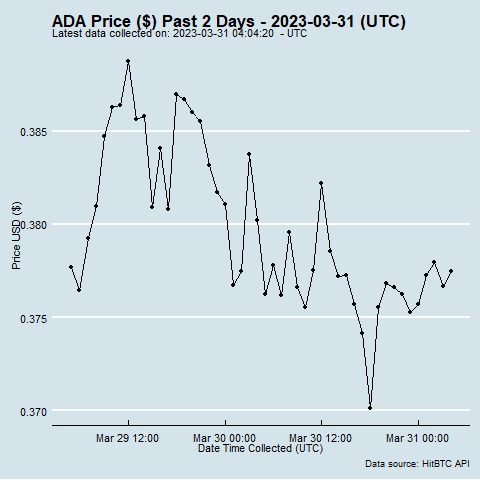 ADA Price ($) Past 2 Days - 2023-03-31 (UTC)
Latest data collected on: 2023-03-31 04:04:20 - UTC
Price USD ($)
0.385
0.380
0.375
0.370
Mar 29 12:00 Mar 30 00:00 Mar 30 12:00 Mar 31 00:00
Date Time Collected (UTC)
Data source: HitBTC API